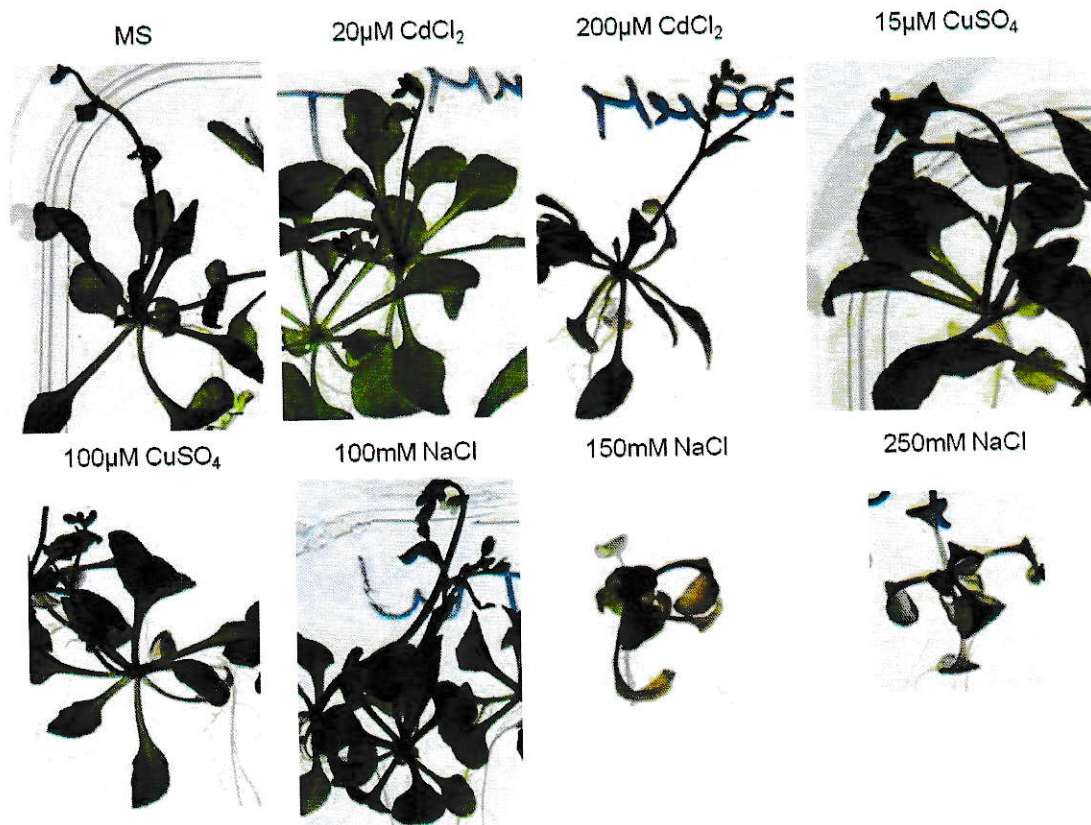 MS
20µM CdCl₂
200µM CdCl₂
15µM CuSO₄
100µM CuSO₄
100mM NaCl
150mM NaCl
250mM NaCl